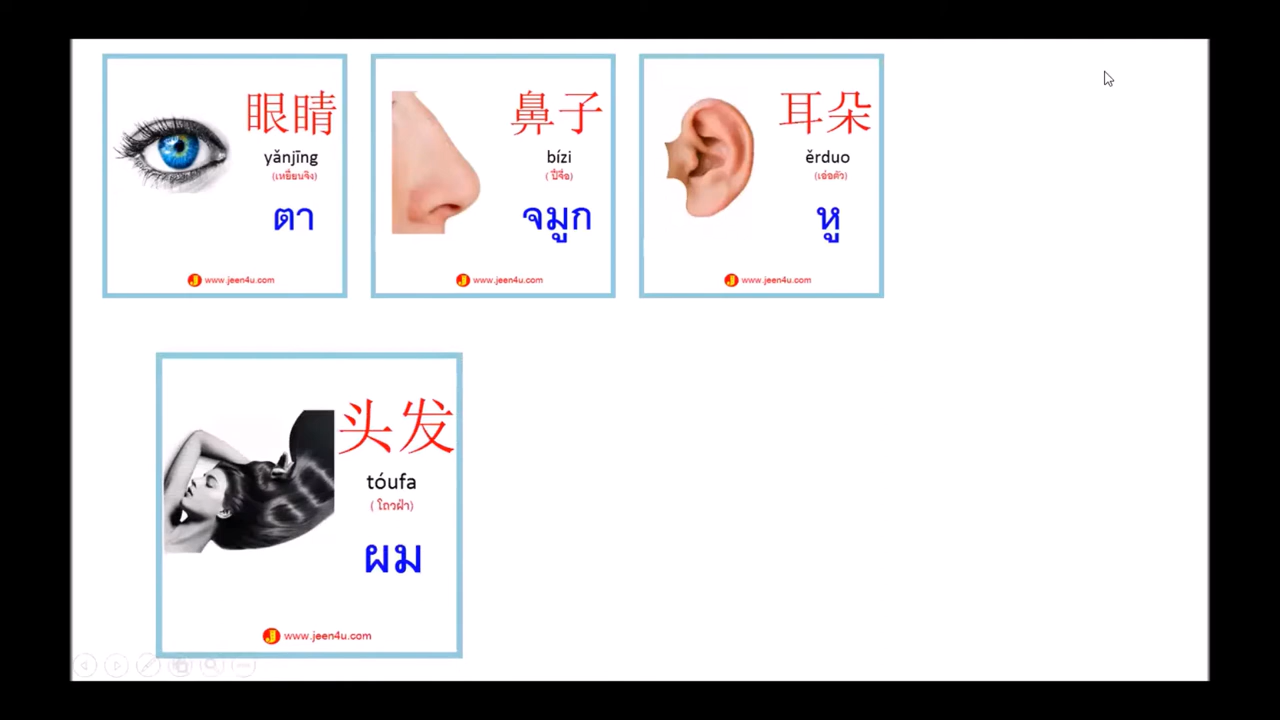 眼睛
yǎnjīng
(เหยี่ยนจิง)
ตา
www.jeen4u.com
鼻子
bízi
( ปี๋จึ่อ)
จมูก
www.jeen4u.com
耳朵
ěrduo
(เอ่อตัว)
หู
www.jeen4u.com
头发
tóufa
( โถวฝ่า)
ผม
www.jeen4u.com